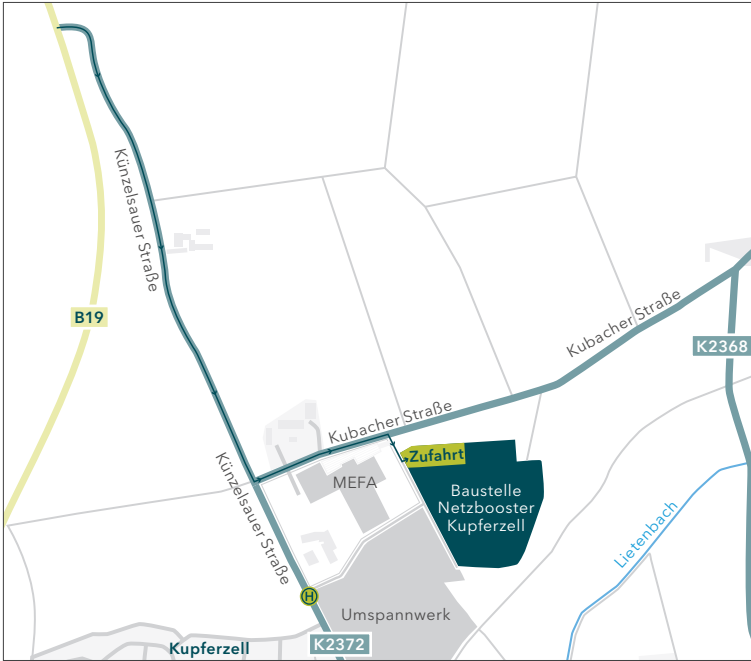 Künzelsauer Straße
B19
Kubacher Straße
K2368
Kubacher Straße
Zufahrt
Künzelsauer Straße
MEFA
Baustelle
Netzbooster
Kupferzell
Lietenbach
H
Umspannwerk
K2372
Kupferzell